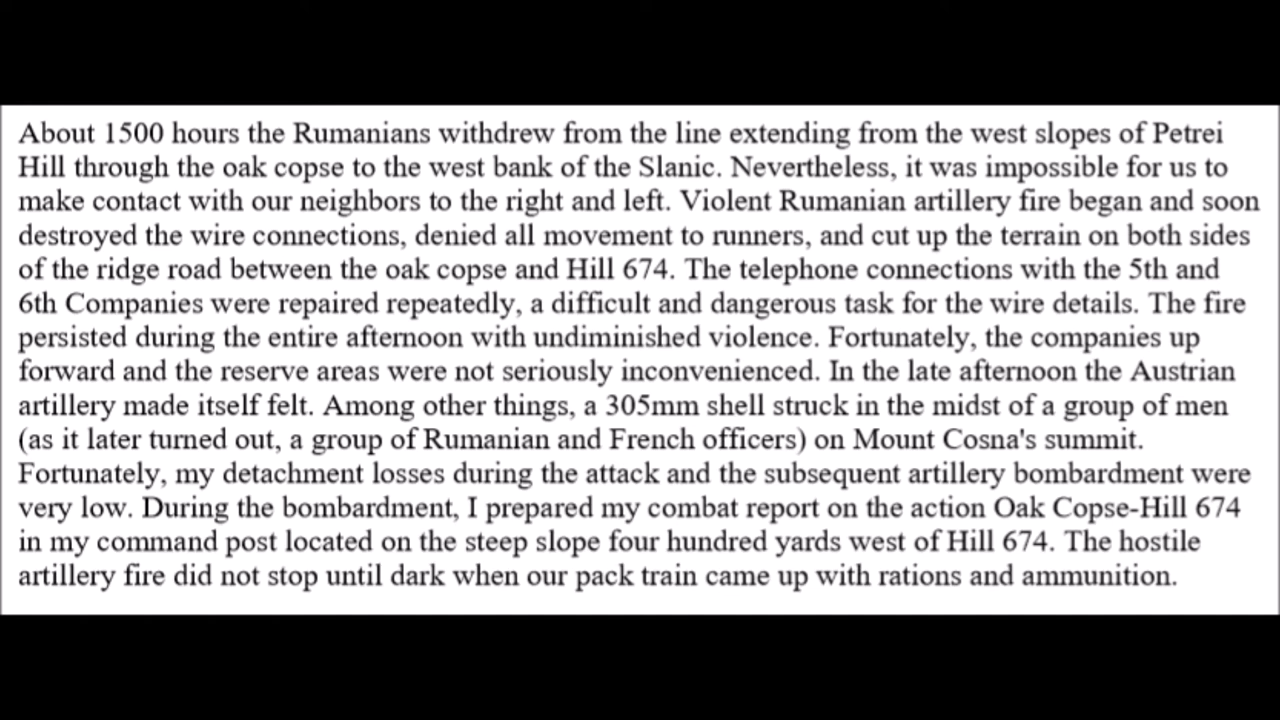 About 1500 hours the Rumanians withdrew from the line extending from the west slopes of Petrei
Hill through the oak copse to the west bank of the Slanic. Nevertheless, it was impossible for us to
make contact with our neighbors to the right and left. Violent Rumanian artillery fire began and soon
destroyed the wire connections, denied all movement to runners, and cut up the terrain on both sides
of the ridge road between the oak copse and Hill 674. The telephone connections with the 5th and
6th Companies were repaired repeatedly, a difficult and dangerous task for the wire details. The fire
persisted during the entire afternoon with undiminished violence. Fortunately, the companies up
forward and the reserve areas were not seriously inconvenienced. In the late afternoon the Austrian
artillery made itself felt. Among other things, a 305mm shell struck in the midst of a group of men
(as it later turned out, a group of Rumanian and French officers) on Mount Cosna's summit.
Fortunately, my detachment losses during the attack and the subsequent artillery bombardment were
very low. During the bombardment, I prepared my combat report on the action Oak Copse-Hill 674
in my command post located on the steep slope four hundred yards west of Hill 674. The hostile
artillery fire did not stop until dark when our pack train came up with rations and ammunition.